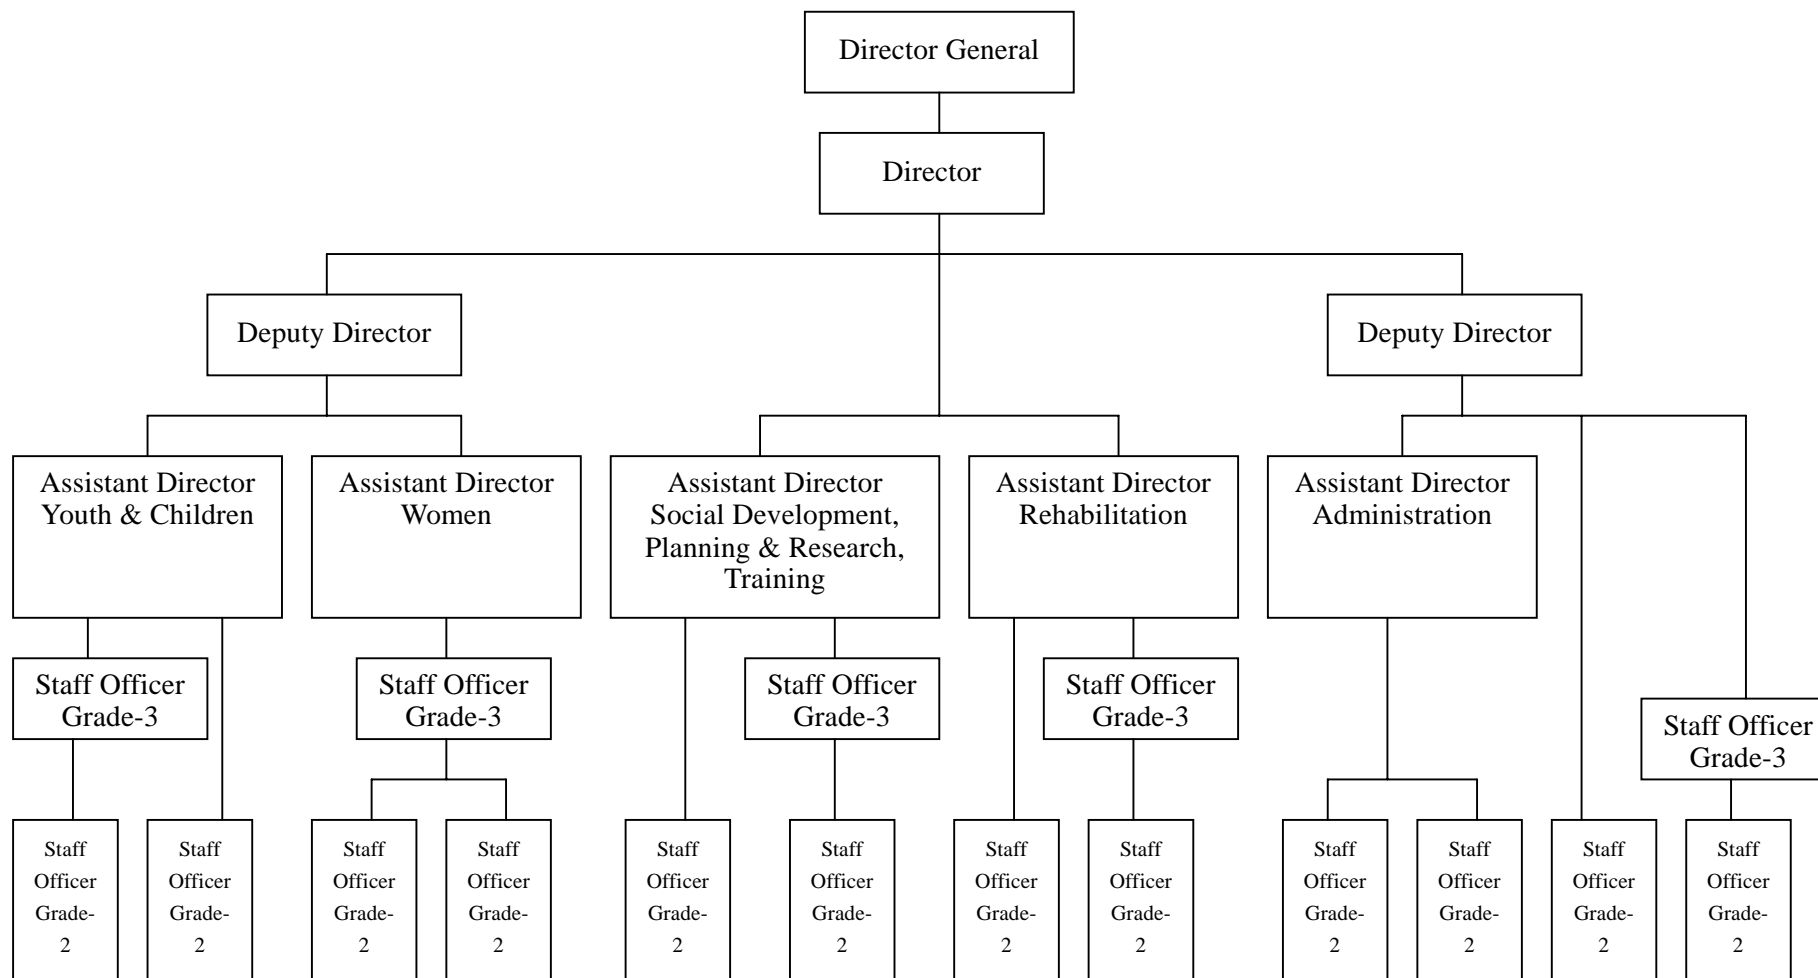 Director General
Director
Deputy Director
Deputy Director
Assistant Director
Youth & Children
Assistant Director
Women
Assistant Director
Social Development,
Planning & Research,
Training
Assistant Director
Rehabilitation
Assistant Director
Administration
Staff Officer
Grade-3
Staff Officer
Grade-3
Staff Officer
Grade-3
Staff Officer
Grade-3
Staff Officer
Grade-3
Staff
Officer
Grade-
2
Staff
Officer
Grade-
2
Staff
Officer
Grade-
2
Staff
Officer
Grade-
2
Staff
Officer
Grade-
2
Staff
Officer
Grade-
2
Staff
Officer
Grade-
2
Staff
Officer
Grade-
2
Staff
Officer
Grade-
2
Staff
Officer
Grade-
2
Staff
Officer
Grade-
2
Staff
Officer
Grade-
2